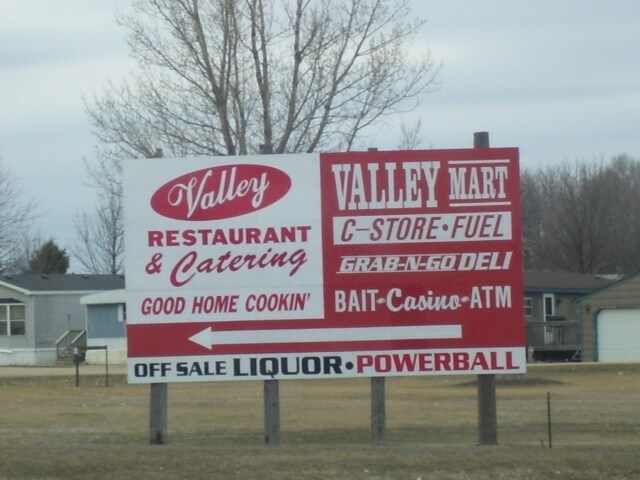 Valley
RESTAURANT
& Catering
GOOD HOME COOKIN'
VALLEY MART
C-STORE•FUEL
GRAB-N-GO DELI
BAIT-Casino-ATM
OFF SALE LIQUOR•POWERBALL